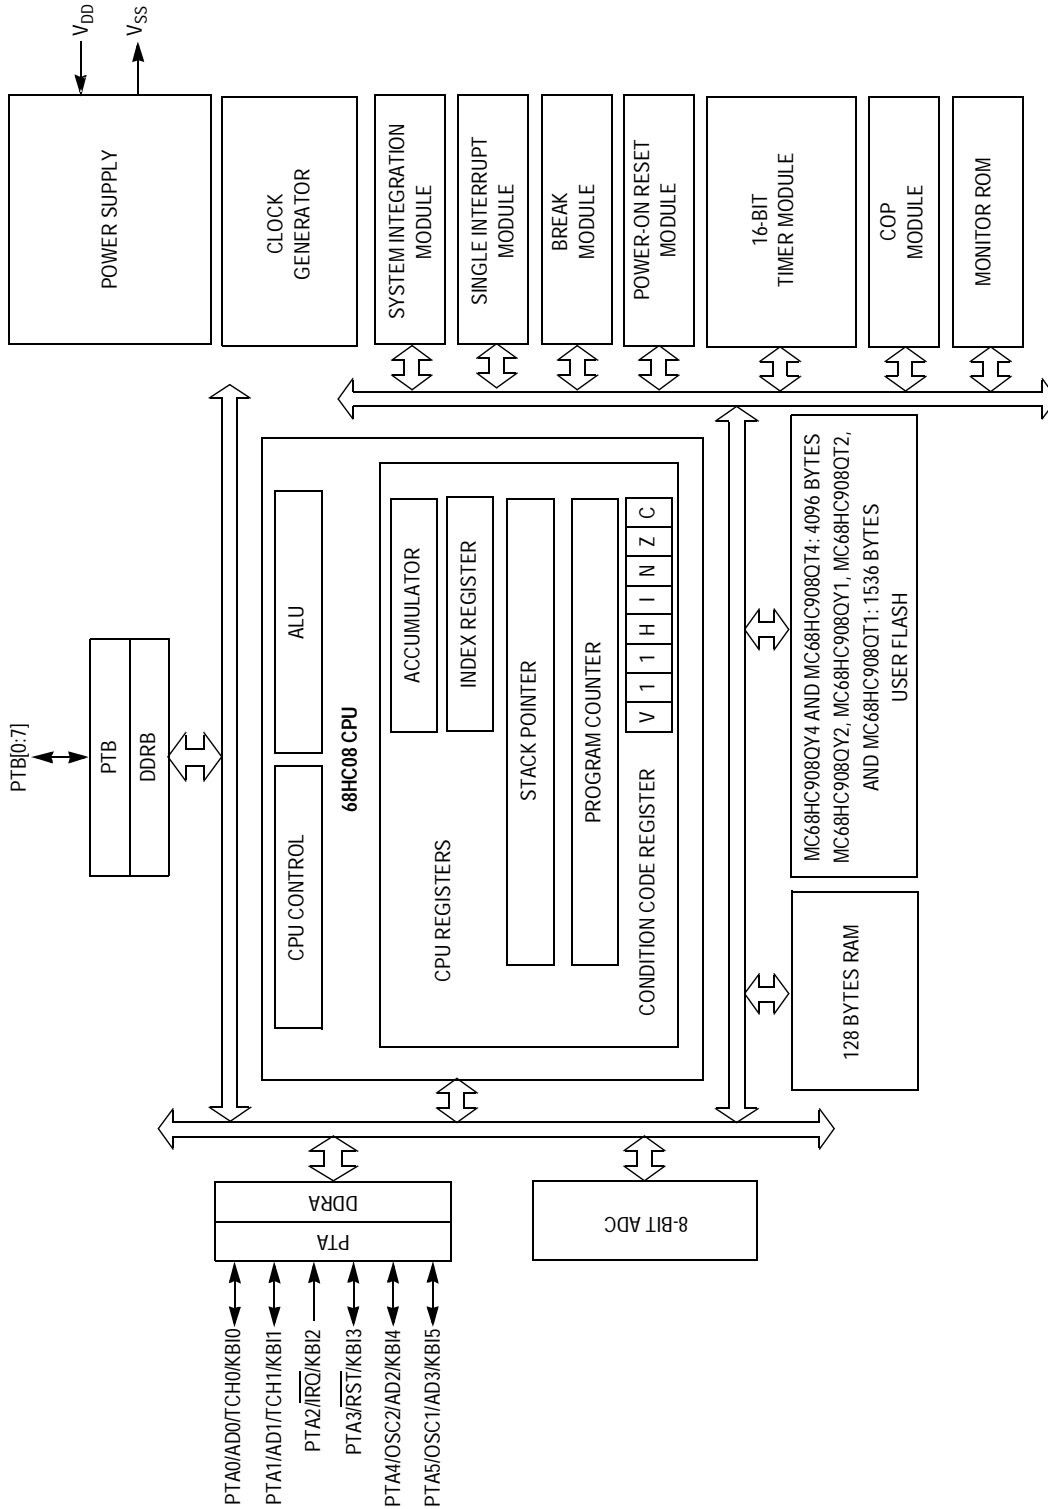 PTA0/AD0/TCH0/KBI0
PTA1/AD1/TCH1/KBI1
PTA2/IRQ/KBI2
PTA3/RST/KBI3
PTA4/OSC2/AD2/KBI4
PTA5/OSC1/AD3/KBI5
PTA
DDRA
8-BIT ADC
PTB[0:7]
PTB
DDRB
CPU CONTROL
ALU
68HC08 CPU
CPU REGISTERS
ACCUMULATOR
INDEX REGISTER
STACK POINTER
PROGRAM COUNTER
CONDITION CODE REGISTER
V 1 1 H I N Z C
128 BYTES RAM
MC68HC908QY4 AND MC68HC908QT4: 4096 BYTES
MC68HC908QY2, MC68HC908QY1, MC68HC908QT2,
AND MC68HC908QT1: 1536 BYTES
USER FLASH
POWER SUPPLY
VDD
VSS
CLOCK
GENERATOR
SYSTEM INTEGRATION
MODULE
SINGLE INTERRUPT
MODULE
BREAK
MODULE
POWER-ON RESET
MODULE
16-BIT
TIMER MODULE
COP
MODULE
MONITOR ROM